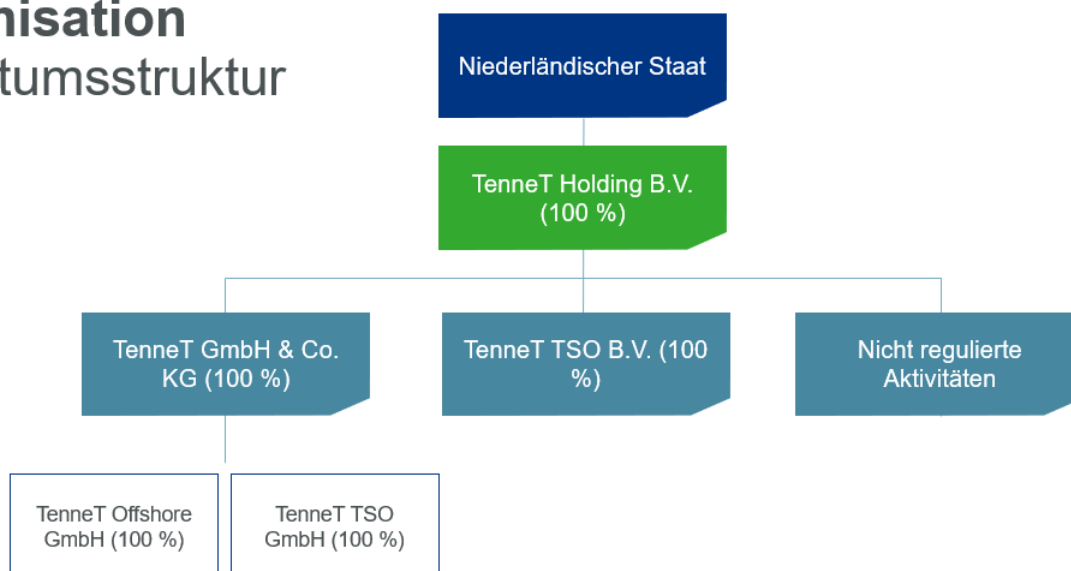 nisation
tumsstruktur
Niederländischer Staat
TenneT Holding B.V.
(100 %)
TenneT GmbH & Co.
KG (100 %)
TenneT TSO B.V. (100
%)
Nicht regulierte
Aktivitäten
TenneT Offshore
GmbH (100 %)
TenneT TSO
GmbH (100 %)